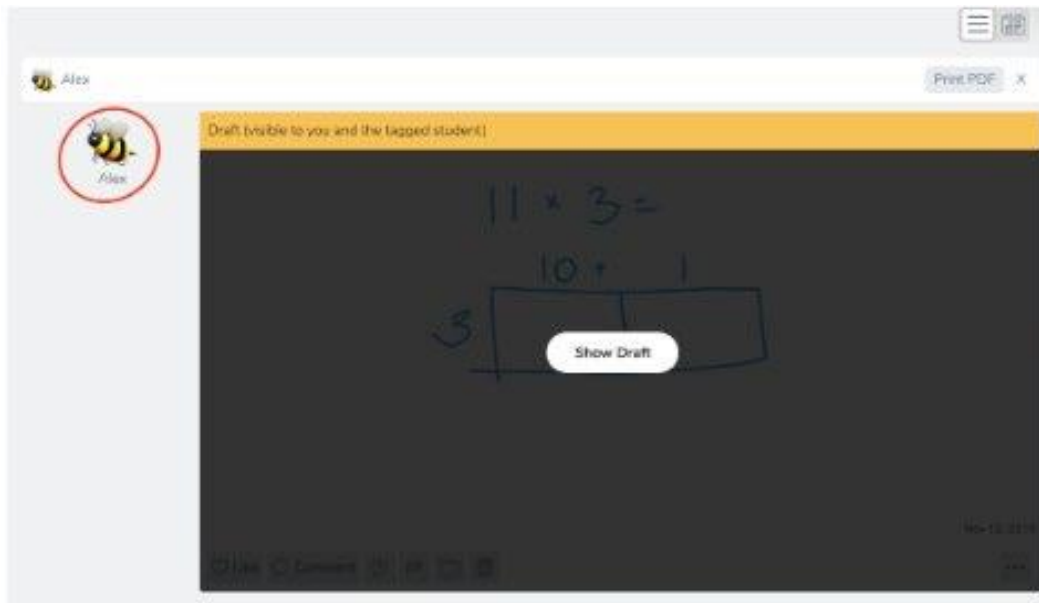 Alex
Print PDF X
Alex
Draft (visible to you and the tagged student)
11 × 3 =
10 + 1
3
Show Draft
Like Comment